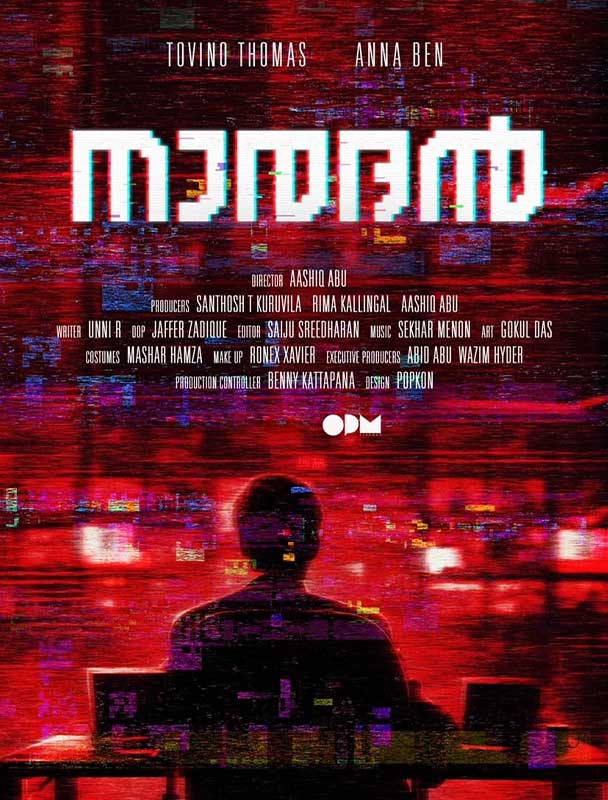 TOVINO THOMAS ANNA BEN
നാരദൻ
DIRECTOR AASHIQ ABU
PRODUCERS SANTHOSH T KURUVILA RIMA KALLINGAL AASHIQ ABU
WRITER UNNI R DOP JAFFER ZADIQUE EDITOR SAIJU SREEDHARAN MUSIC SEKHAR MENON ART GOKUL DAS
COSTUMES MASHAR HAMZA MAKE UP RONEX XAVIER EXECUTIVE PRODUCERS ABID ABU WAZIM HYDER
PRODUCTION CONTROLLER BENNY KATTAPANA DESIGN POPKON
OPM